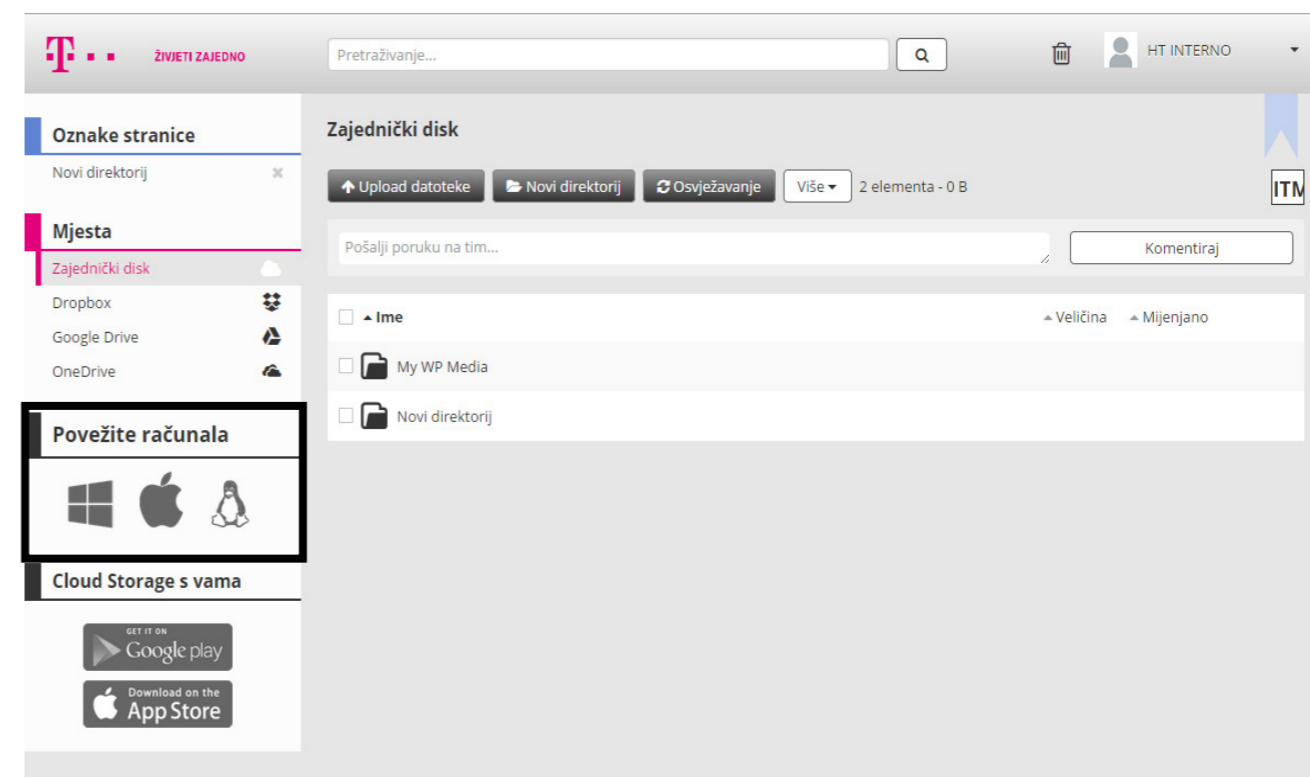 T ŽIVJETI ZAJEDNO
Pretraživanje...
HT INTERNO
Oznake stranice
Novi direktorij
Mjesta
Zajednički disk
Dropbox
Google Drive
OneDrive
Povežite računala
Cloud Storage s vama
GET IT ON
Google play
Download on the
App Store
Zajednički disk
Upload datoteke Novi direktorij Osvježavanje Više 2 elementa - 0 B
ITM
Pošalji poruku na tim...
Komentiraj
Ime Veličina Mijenjano
My WP Media
Novi direktorij